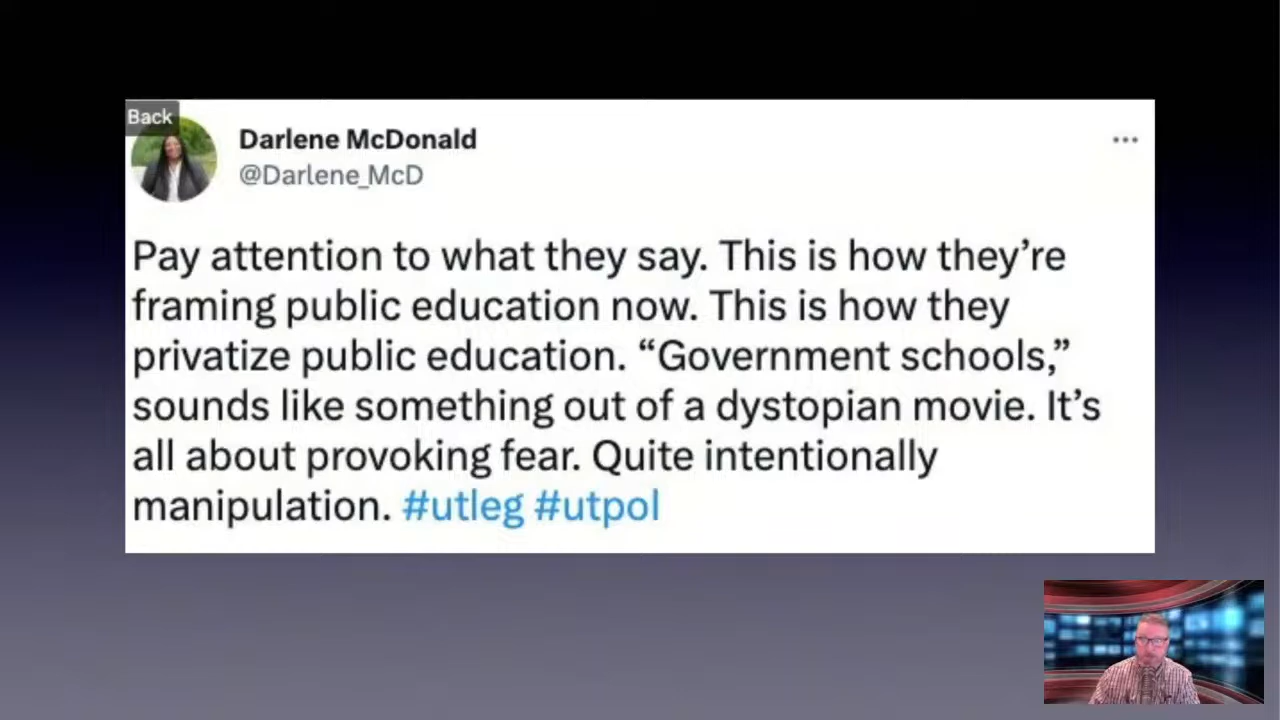 Back
Darlene McDonald
@Darlene_McD
Pay attention to what they say. This is how they’re
framing public education now. This is how they
privatize public education. “Government schools,”
sounds like something out of a dystopian movie. It’s
all about provoking fear. Quite intentionally
manipulation. #utleg #utpol